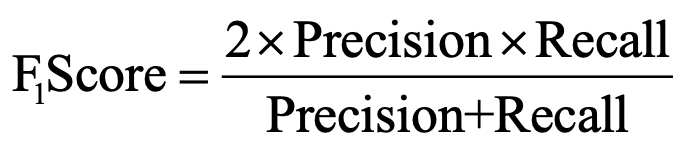 F₁Score = 2 × Precision × Recall
Precision+Recall